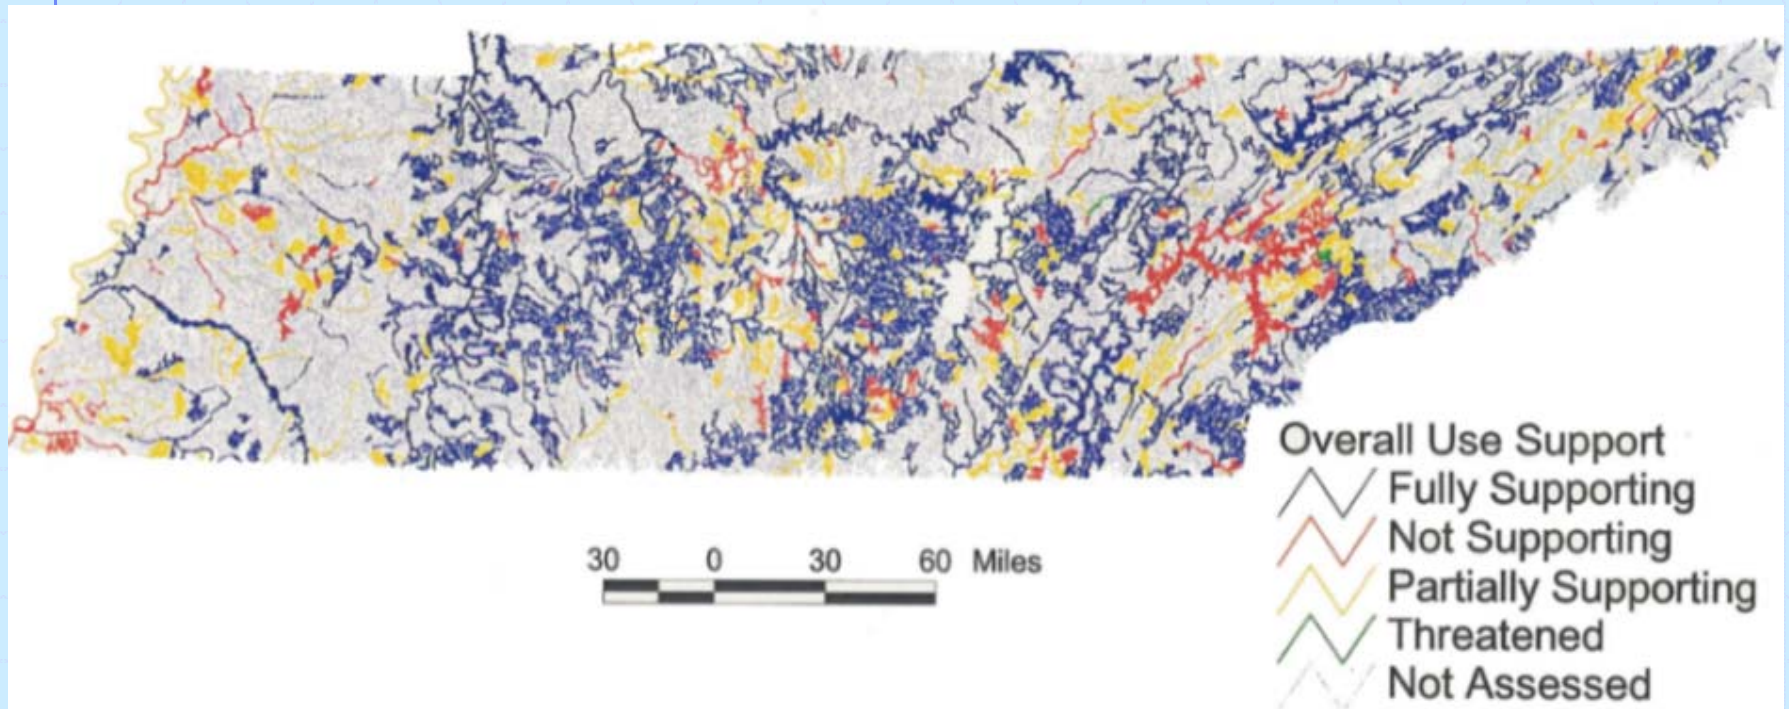 Overall Use Support
Fully Supporting
Not Supporting
Partially Supporting
Threatened
Not Assessed
30 0 30 60 Miles